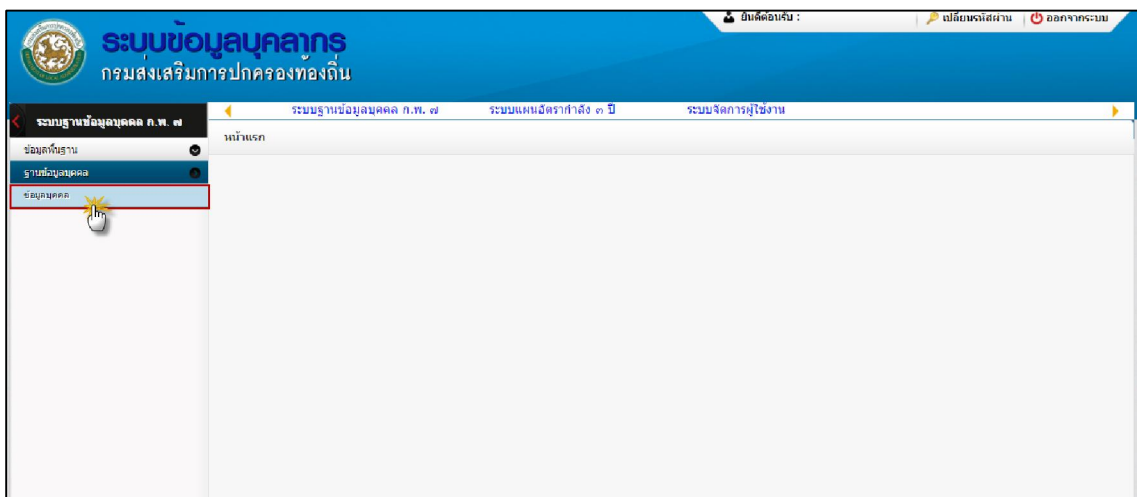 ยินดีต้อนรับ : เปลี่ยนรหัสผ่าน ออกจากระบบ
ระบบข้อมูลบุคลากร
กรมส่งเสริมการปกครองท้องถิ่น
ระบบฐานข้อมูลบุคคล ก.พ. ๗ ระบบแผนอัตรากำลัง ๓ ปี ระบบจัดการผู้ใช้งาน
ระบบฐานข้อมูลบุคคล ก.พ. ๗
หน้าแรก
ข้อมูลพื้นฐาน
ฐานข้อมูลบุคคล
ข้อมูลบุคคล